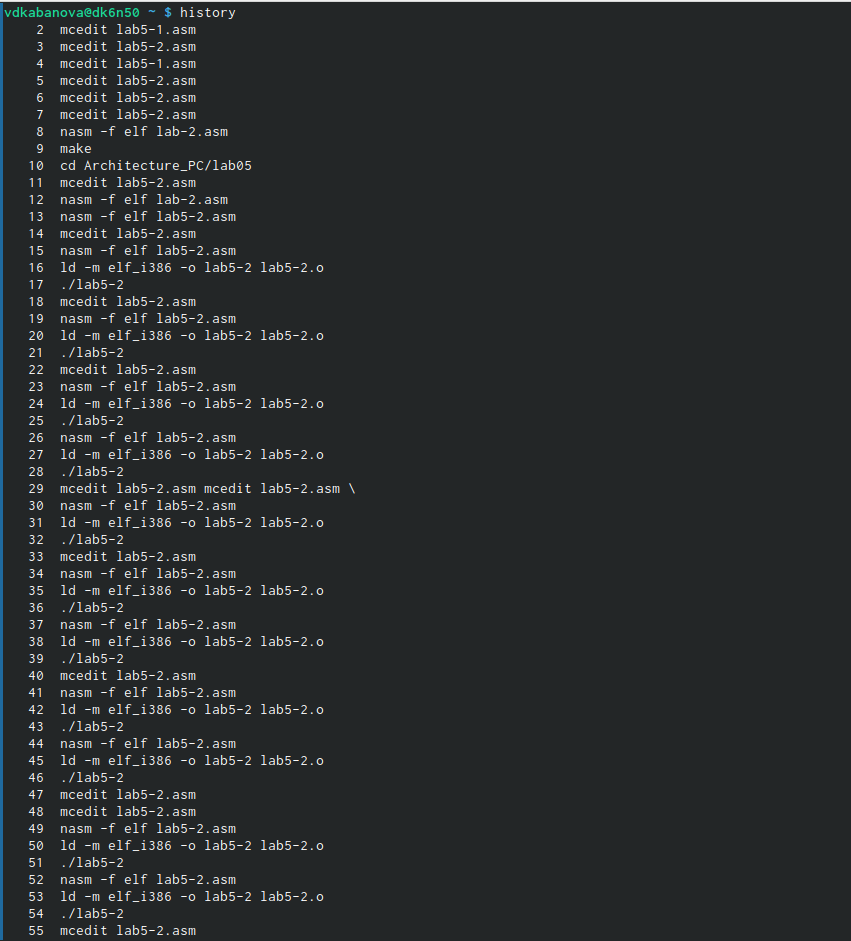 vdkabanova@dk6n50 ~ $ history
2 mcedit lab5-1.asm
3 mcedit lab5-2.asm
4 mcedit lab5-1.asm
5 mcedit lab5-2.asm
6 mcedit lab5-2.asm
7 mcedit lab5-2.asm
8 nasm -f elf lab-2.asm
9 make
10 cd Architecture_PC/lab05
11 mcedit lab5-2.asm
12 nasm -f elf lab-2.asm
13 nasm -f elf lab5-2.asm
14 mcedit lab5-2.asm
15 nasm -f elf lab5-2.asm
16 ld -m elf_i386 -o lab5-2 lab5-2.o
17 ./lab5-2
18 mcedit lab5-2.asm
19 nasm -f elf lab5-2.asm
20 ld -m elf_i386 -o lab5-2 lab5-2.o
21 ./lab5-2
22 mcedit lab5-2.asm
23 nasm -f elf lab5-2.asm
24 ld -m elf_i386 -o lab5-2 lab5-2.o
25 ./lab5-2
26 nasm -f elf lab5-2.asm
27 ld -m elf_i386 -o lab5-2 lab5-2.o
28 ./lab5-2
29 mcedit lab5-2.asm mcedit lab5-2.asm \
30 nasm -f elf lab5-2.asm
31 ld -m elf_i386 -o lab5-2 lab5-2.o
32 ./lab5-2
33 mcedit lab5-2.asm
34 nasm -f elf lab5-2.asm
35 ld -m elf_i386 -o lab5-2 lab5-2.o
36 ./lab5-2
37 nasm -f elf lab5-2.asm
38 ld -m elf_i386 -o lab5-2 lab5-2.o
39 ./lab5-2
40 mcedit lab5-2.asm
41 nasm -f elf lab5-2.asm
42 ld -m elf_i386 -o lab5-2 lab5-2.o
43 ./lab5-2
44 nasm -f elf lab5-2.asm
45 ld -m elf_i386 -o lab5-2 lab5-2.o
46 ./lab5-2
47 mcedit lab5-2.asm
48 mcedit lab5-2.asm
49 nasm -f elf lab5-2.asm
50 ld -m elf_i386 -o lab5-2 lab5-2.o
51 ./lab5-2
52 nasm -f elf lab5-2.asm
53 ld -m elf_i386 -o lab5-2 lab5-2.o
54 ./lab5-2
55 mcedit lab5-2.asm